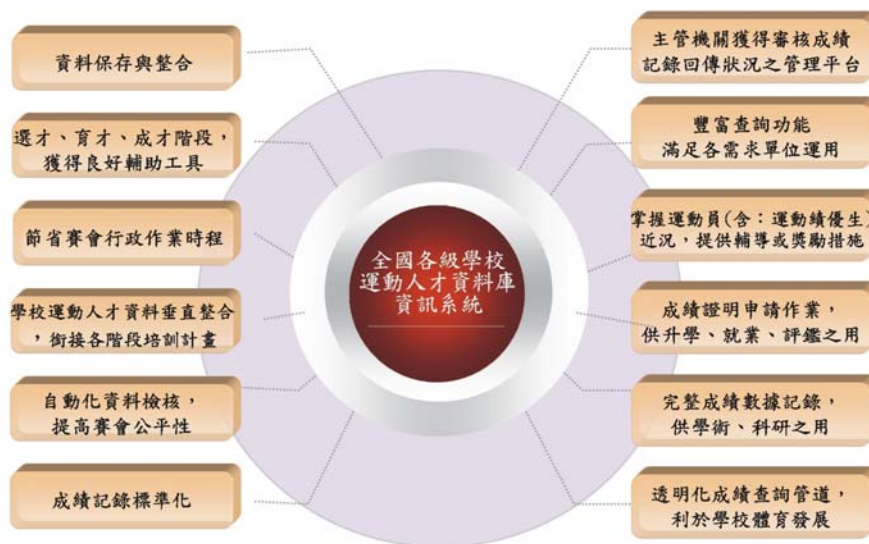 資料保存與整合
選才、育才、成才階段，
獲得良好輔助工具
節省賽會行政作業時程
學校運動人才資料垂直整合
，銜接各階段培訓計畫
自動化資料檢核，
提高賽會公平性
成績記錄標準化
全國各級學校
運動人才資料庫
資訊系統
主管機關獲得審核成績
記錄回傳狀況之管理平台
豐富查詢功能
滿足各需求單位運用
掌握運動員(含：運動績優生)
近況，提供輔導或獎勵措施
成績證明申請作業，
供升學、就業、評鑑之用
完整成績數據記錄，
供學術、科研之用
透明化成績查詢管道，
利於學校體育發展